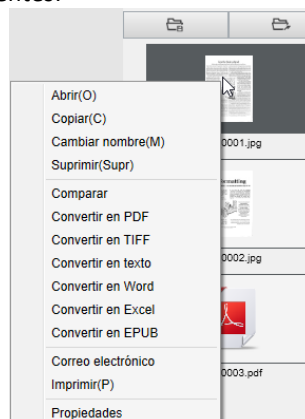 Abrir(O)
Copiar(C)
Cambiar nombre(M)
Suprimir(Supr)
Comparar
Convertir en PDF
Convertir en TIFF
Convertir en texto
Convertir en Word
Convertir en Excel
Convertir en EPUB
Correo electrónico
Imprimir(P)
Propiedades
0001.jpg
0002.jpg
0003.pdf